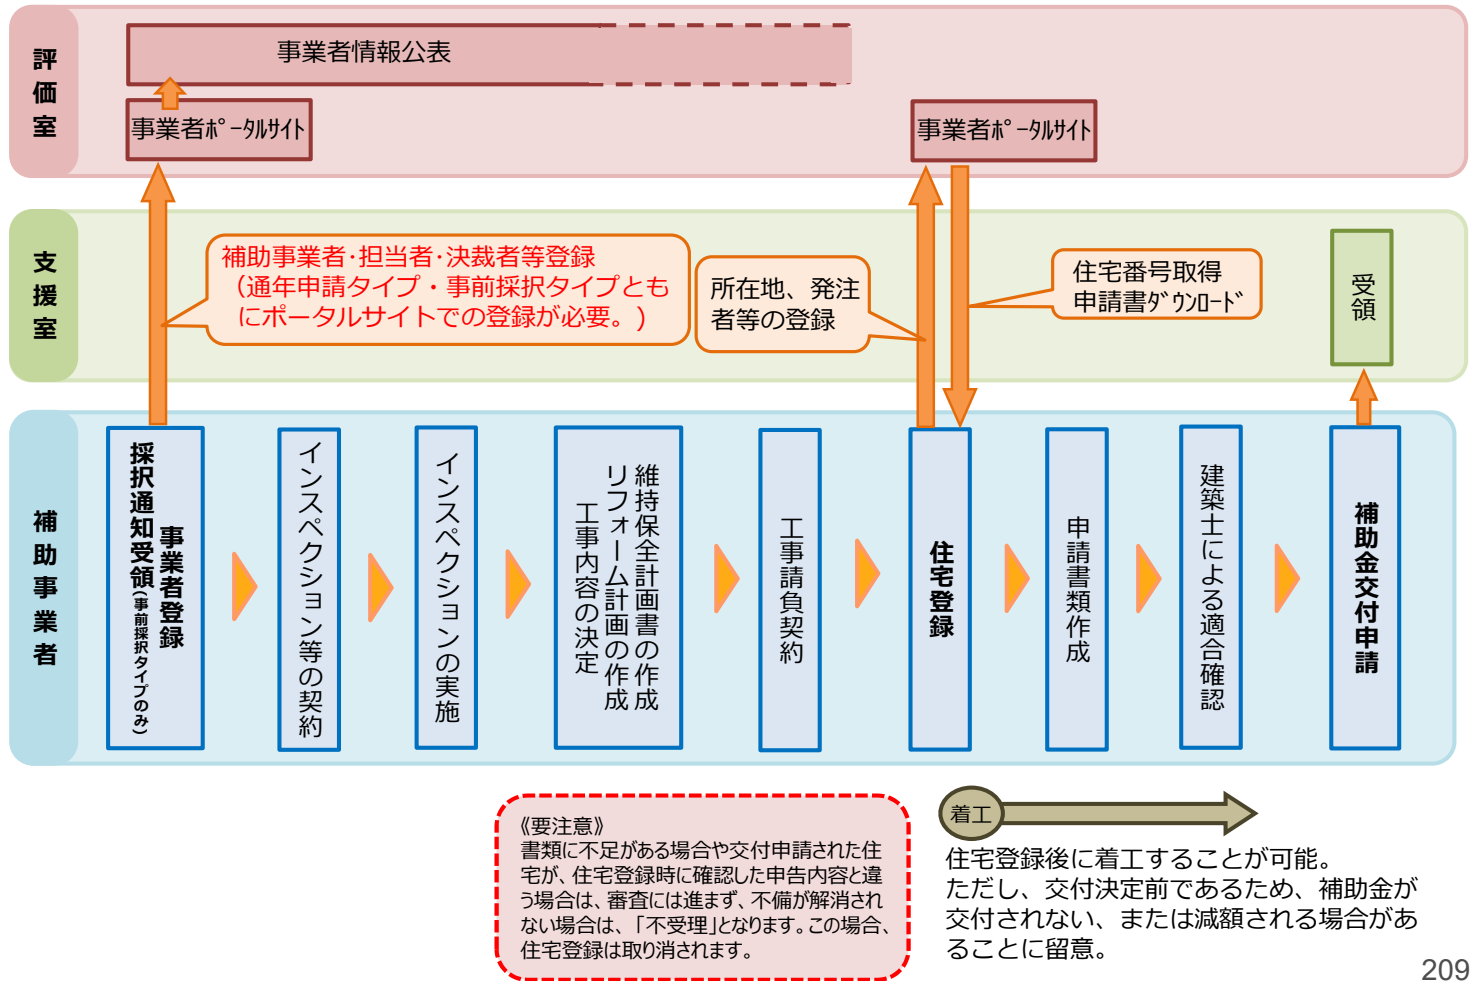 評価室
事業者情報公表
事業者ﾎﾟｰﾀﾙｻｲﾄ
事業者ﾎﾟｰﾀﾙｻｲﾄ
支援室
補助事業者･担当者･決裁者等登録
（通年申請タイプ・事前採択タイプとも
にポータルサイトでの登録が必要。)
所在地、発注
者等の登録
住宅番号取得
申請書ﾀﾞｳﾝﾛｰﾄﾞ
受領
補助事業者
事業者登録
採択通知受領(事前採択タイプのみ)
インスペクション等の契約
インスペクションの実施
維持保全計画書の作成
リフォーム計画の作成
工事内容の決定
工事請負契約
住宅登録
申請書類作成
建築士による適合確認
補助金交付申請
《要注意》
書類に不足がある場合や交付申請された住
宅が、住宅登録時に確認した申告内容と違
う場合は、審査には進まず、不備が解消され
ない場合は、「不受理」となります。この場合、
住宅登録は取り消されます。
着工
住宅登録後に着工することが可能。
ただし、交付決定前であるため、補助金が
交付されない、または減額される場合があ
ることに留意。
209